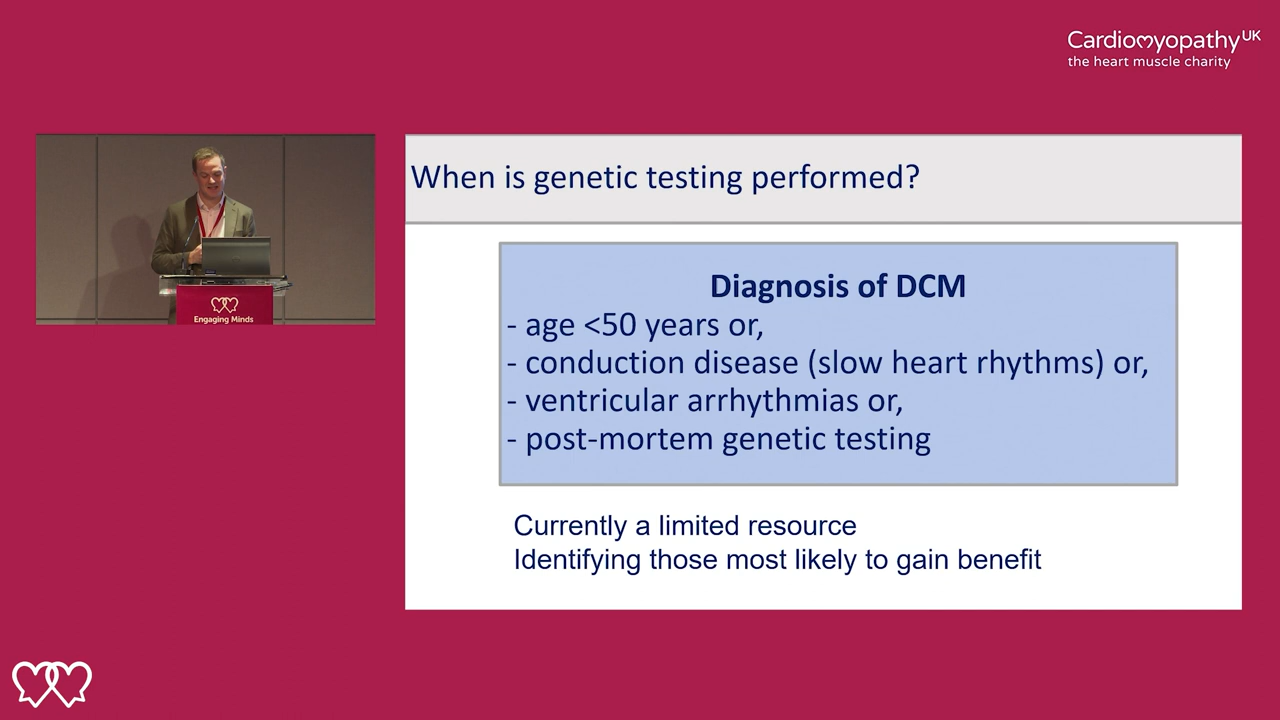 Cardiomyopathy UK
the heart muscle charity
When is genetic testing performed?
Diagnosis of DCM
- age <50 years or,
- conduction disease (slow heart rhythms) or,
- ventricular arrhythmias or,
- post-mortem genetic testing
Currently a limited resource
Identifying those most likely to gain benefit
Engaging Minds